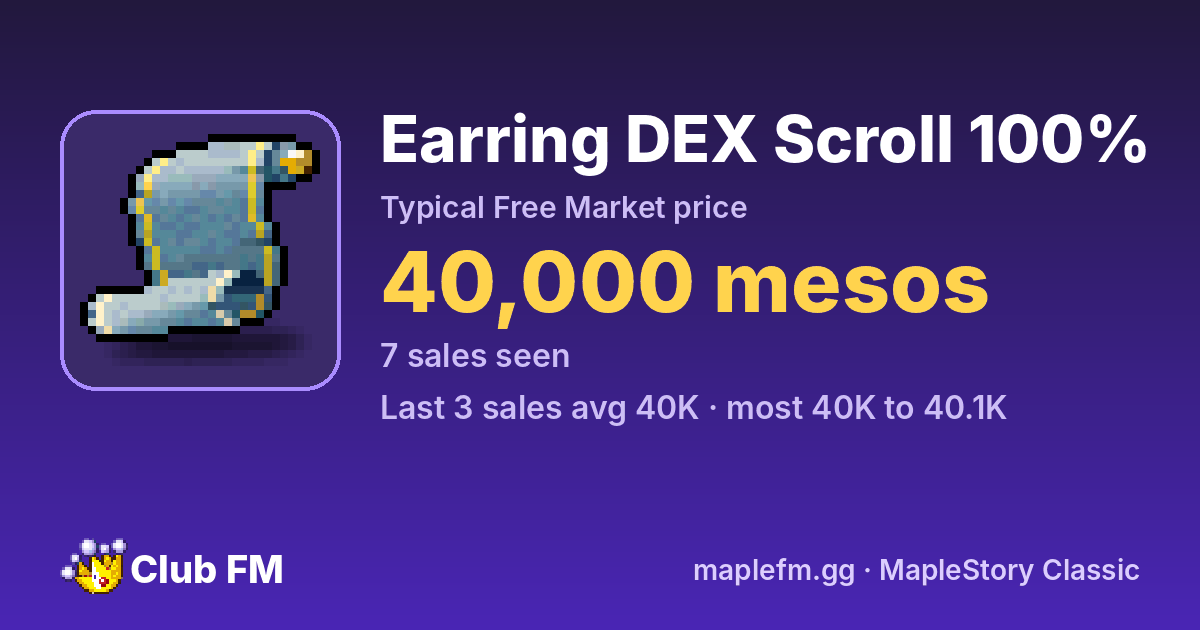 Earring DEX Scroll 100%
Typical Free Market price
40,000 mesos
7 sales seen
Last 3 sales avg 40K · most 40K to 40.1K
Club FM
maplefm.gg · MapleStory Classic